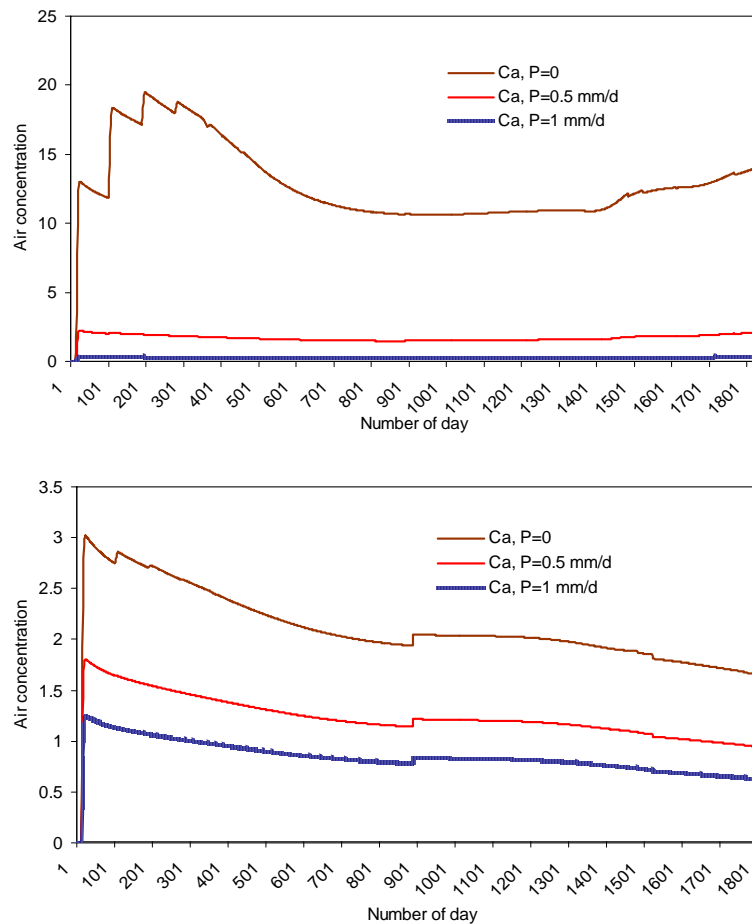 25
20
15
10
5
0
Air concentration
Ca, P=0
Ca, P=0.5 mm/d
Ca, P=1 mm/d
1 101 201 301 401 501 601 701 801 901 1001 1101 1201 1301 1401 1501 1601 1701 1801
Number of day
3.5
3
2.5
2
1.5
1
0.5
0
Air concentration
Ca, P=0
Ca, P=0.5 mm/d
Ca, P=1 mm/d
1 101 201 301 401 501 601 701 801 901 1001 1101 1201 1301 1401 1501 1601 1701 1801
Number of day